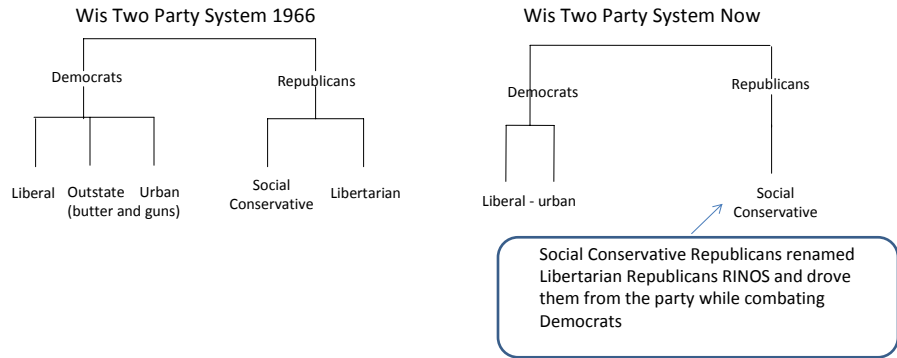 Wis Two Party System 1966
Democrats
Republicans
Liberal
Outstate
(butter and guns)
Urban
Social
Conservative
Libertarian
Wis Two Party System Now
Democrats
Republicans
Liberal - urban
Social
Conservative
Social Conservative Republicans renamed
Libertarian Republicans RINOS and drove
them from the party while combating
Democrats